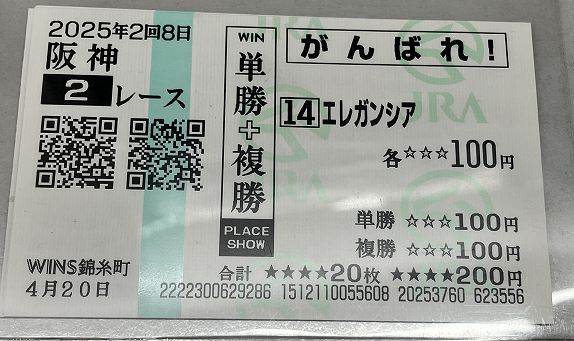 2025年2回8日
阪神
2レース
WINS錦糸町
4月20日
WIN
単勝+複勝
PLACE
SHOW
がんばれ!
14エレガンシア
各☆☆☆100円
単勝 ☆☆☆100円
複勝 ☆☆☆100円
合計 ★★★★20枚 ★★★★200円
2222300629286 1512110055608 20253760 623556
JRA
JRA